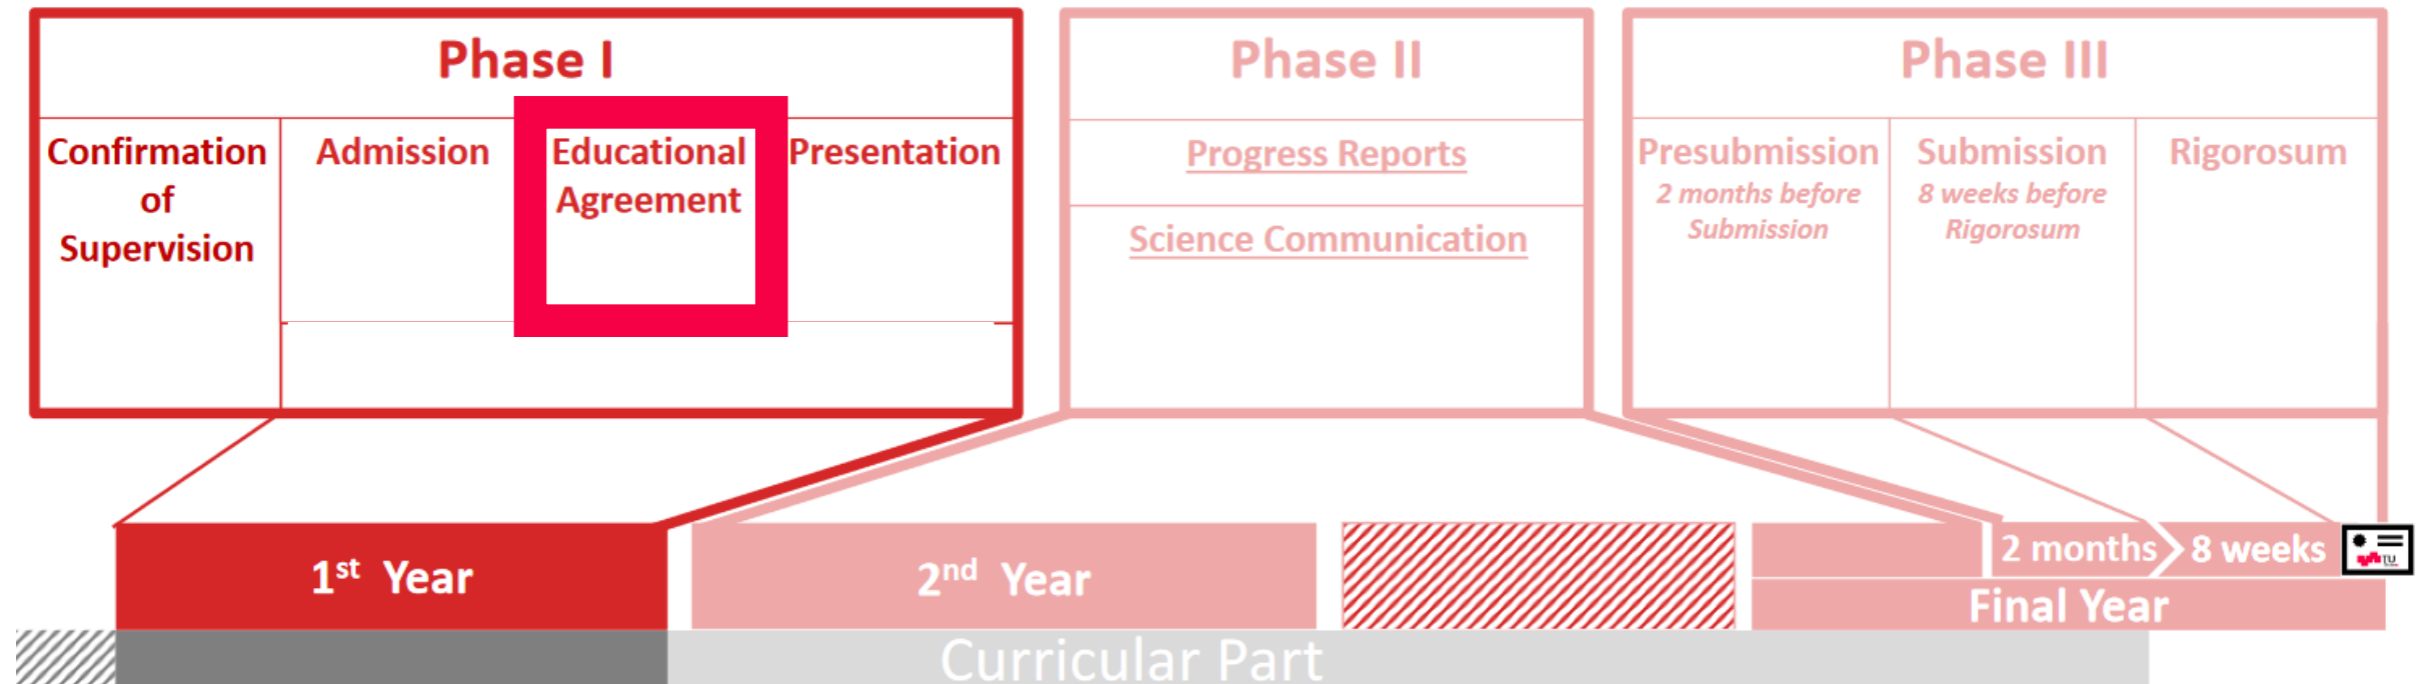 Phase I
Confirmation
of
Supervision
Admission
Educational
Agreement
Presentation
Phase II
Progress Reports
Science Communication
Phase III
Presubmission
2 months before
Submission
Submission
8 weeks before
Rigorosum
Rigorosum
1st Year
2nd Year
2 months
8 weeks
TU
Final Year
Curricular Part